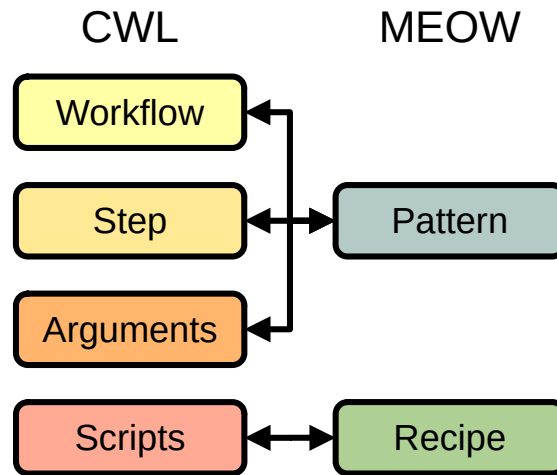 CWL MEOW
Workflow
Step Pattern
Arguments
Scripts Recipe